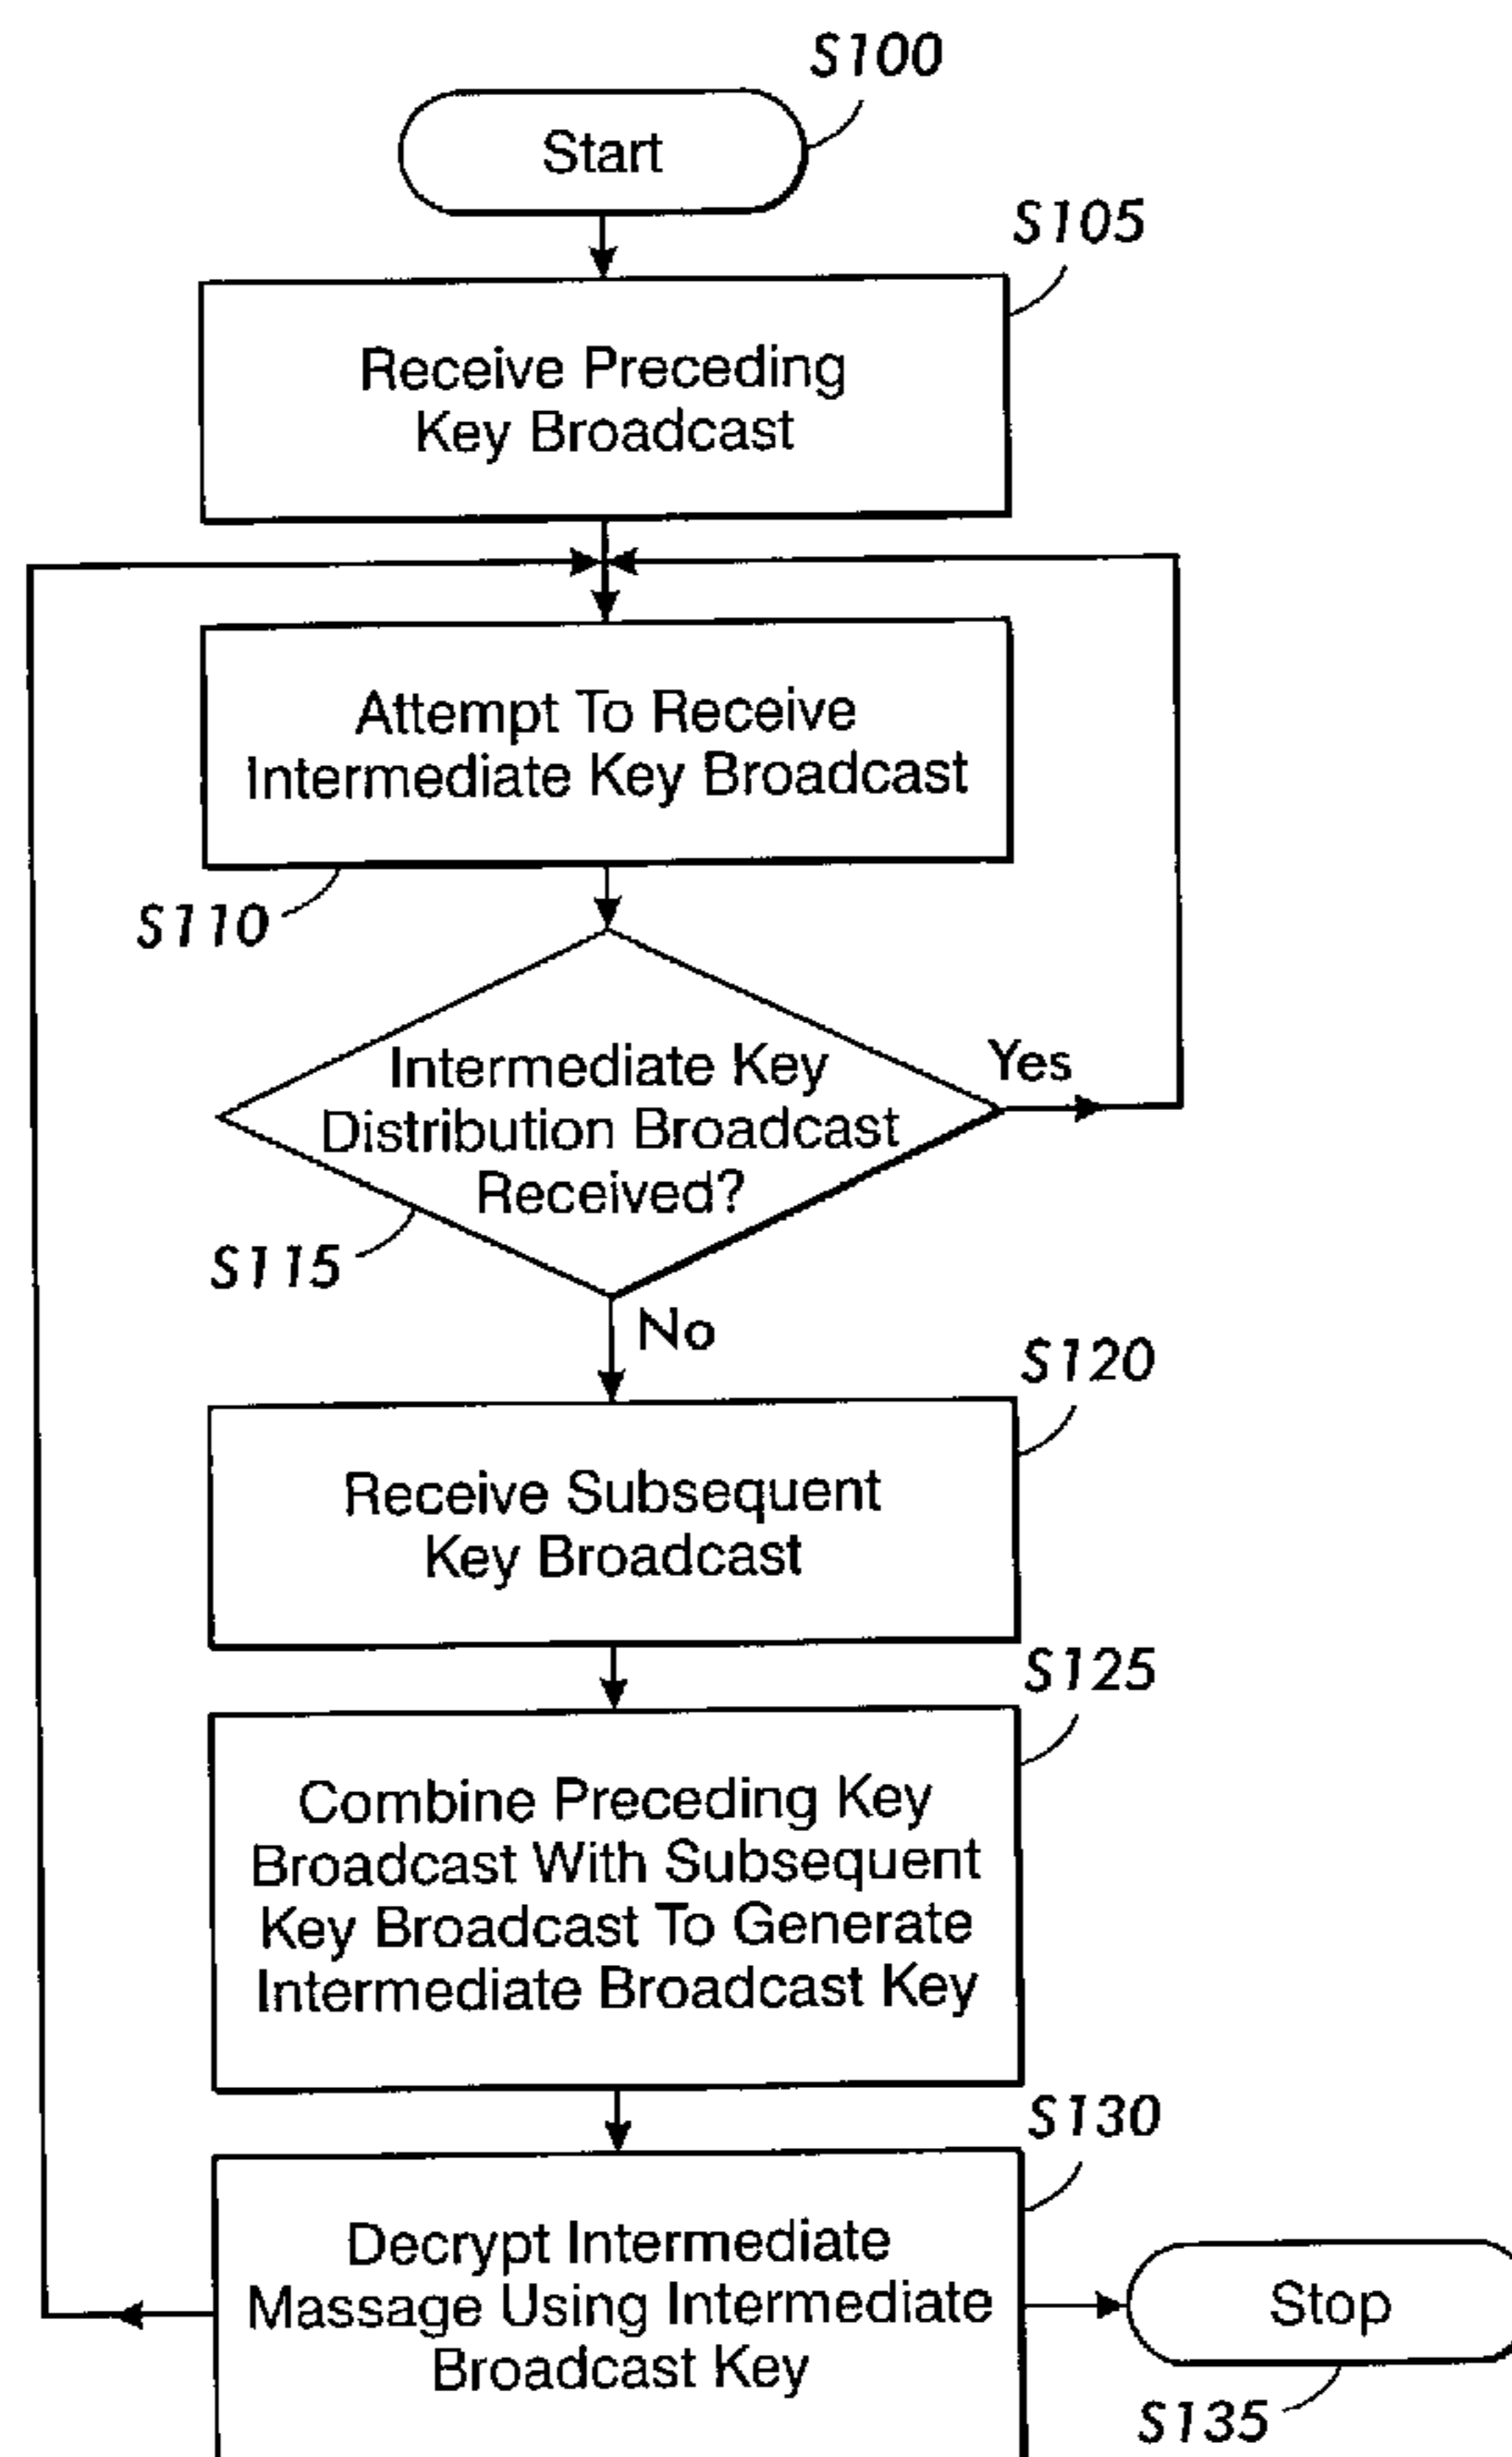 S100
Start
S105
Receive Preceding
Key Broadcast
Attempt To Receive
Intermediate Key Broadcast
S110
Intermediate Key
Distribution Broadcast
Received?
Yes
S115
No
S120
Receive Subsequent
Key Broadcast
S125
Combine Preceding Key
Broadcast With Subsequent
Key Broadcast To Generate
Intermediate Broadcast Key
S130
Decrypt Intermediate
Massage Using Intermediate
Broadcast Key
Stop
S135